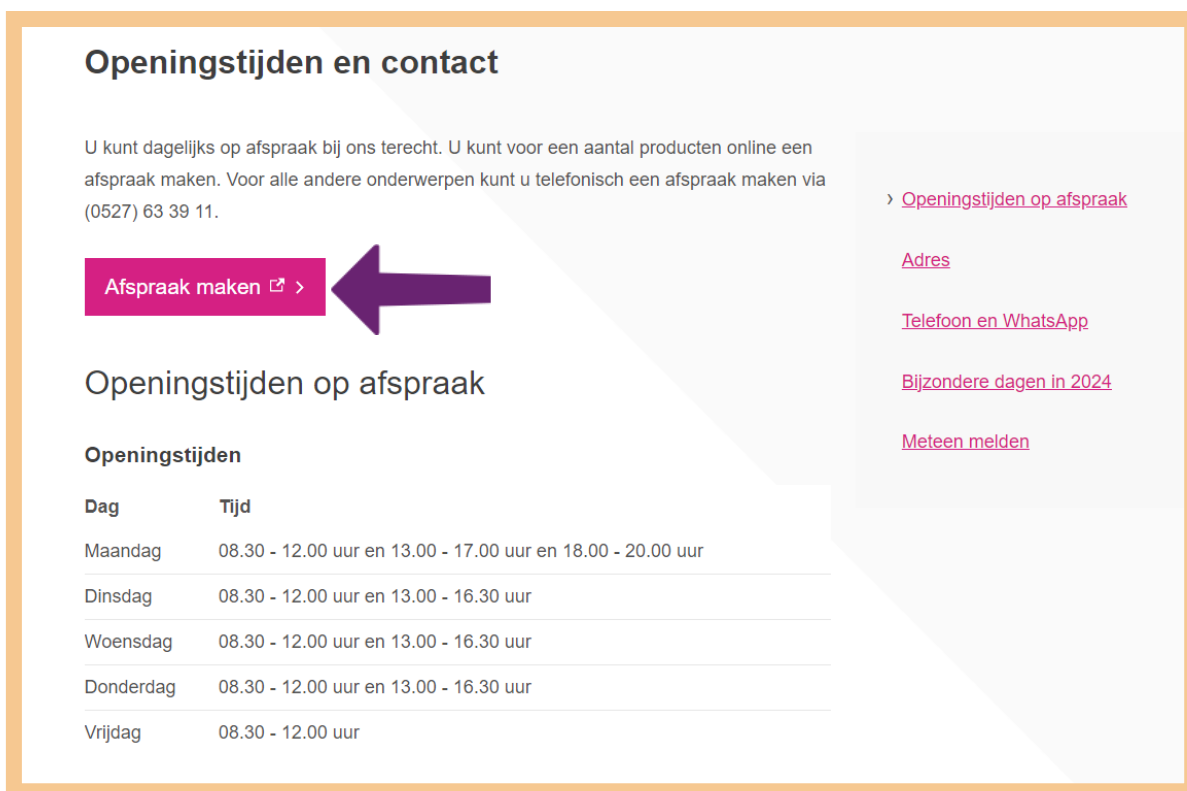 Openingstijden en contact
U kunt dagelijks op afspraak bij ons terecht. U kunt voor een aantal producten online een
afspraak maken. Voor alle andere onderwerpen kunt u telefonisch een afspraak maken via
(0527) 63 39 11.
Afspraak maken
Openingstijden op afspraak
Openingstijden
Dag Tijd
Maandag 08.30 - 12.00 uur en 13.00 - 17.00 uur en 18.00 - 20.00 uur
Dinsdag 08.30 - 12.00 uur en 13.00 - 16.30 uur
Woensdag 08.30 - 12.00 uur en 13.00 - 16.30 uur
Donderdag 08.30 - 12.00 uur en 13.00 - 16.30 uur
Vrijdag 08.30 - 12.00 uur
Openingstijden op afspraak
Adres
Telefoon en WhatsApp
Bijzondere dagen in 2024
Meteen melden